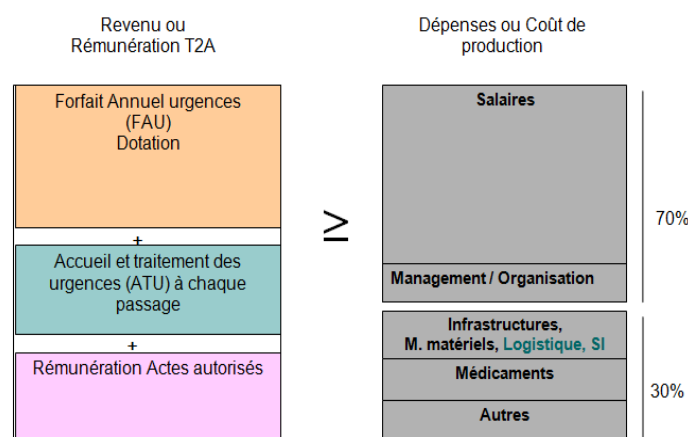 Revenu ou
Rémunération T2A
Forfait Annuel urgences
(FAU)
Dotation
+
Accueil et traitement des
urgences (ATU) à chaque
passage
+
Rémunération Actes autorisés
≥
Dépenses ou Coût de
production
Salaires
Management / Organisation
70%
Infrastructures,
M. matériels, Logistique, SI
Médicaments
Autres
30%